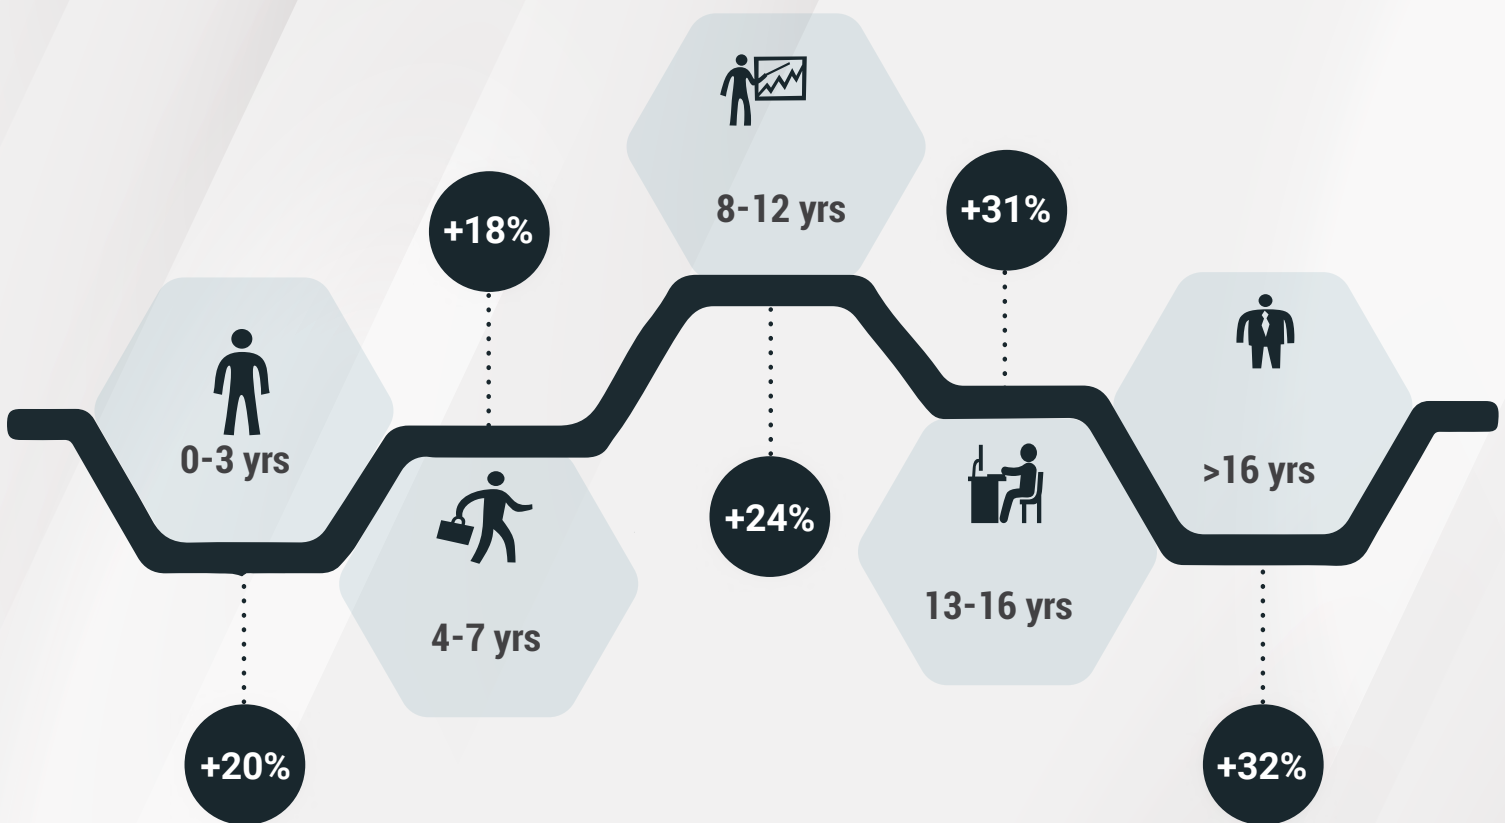 8-12 yrs
+18%
+31%
0-3 yrs
>16 yrs
+24%
4-7 yrs
13-16 yrs
+20%
+32%